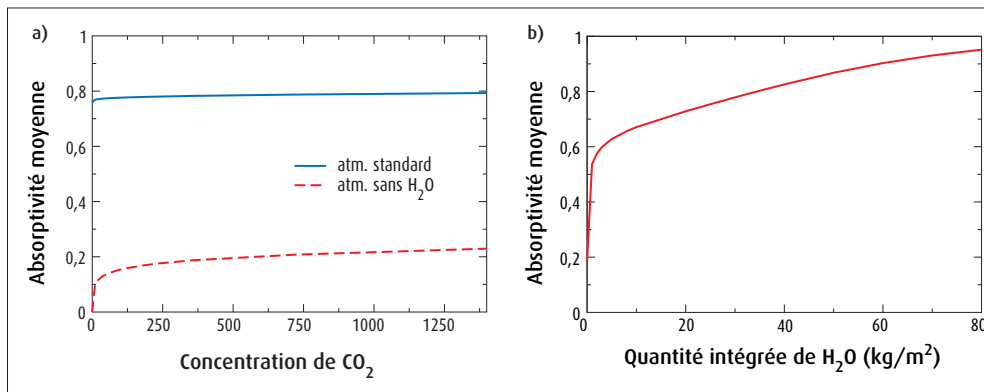 a)
Absorptivité moyenne
1
0,8
0,6
0,4
0,2
0
atm. standard
atm. sans H₂O
0 250 500 750 1000 1250
Concentration de CO₂
b)
Absorptivité moyenne
1
0,8
0,6
0,4
0,2
0
0 20 40 60 80
Quantité intégrée de H₂O (kg/m²)